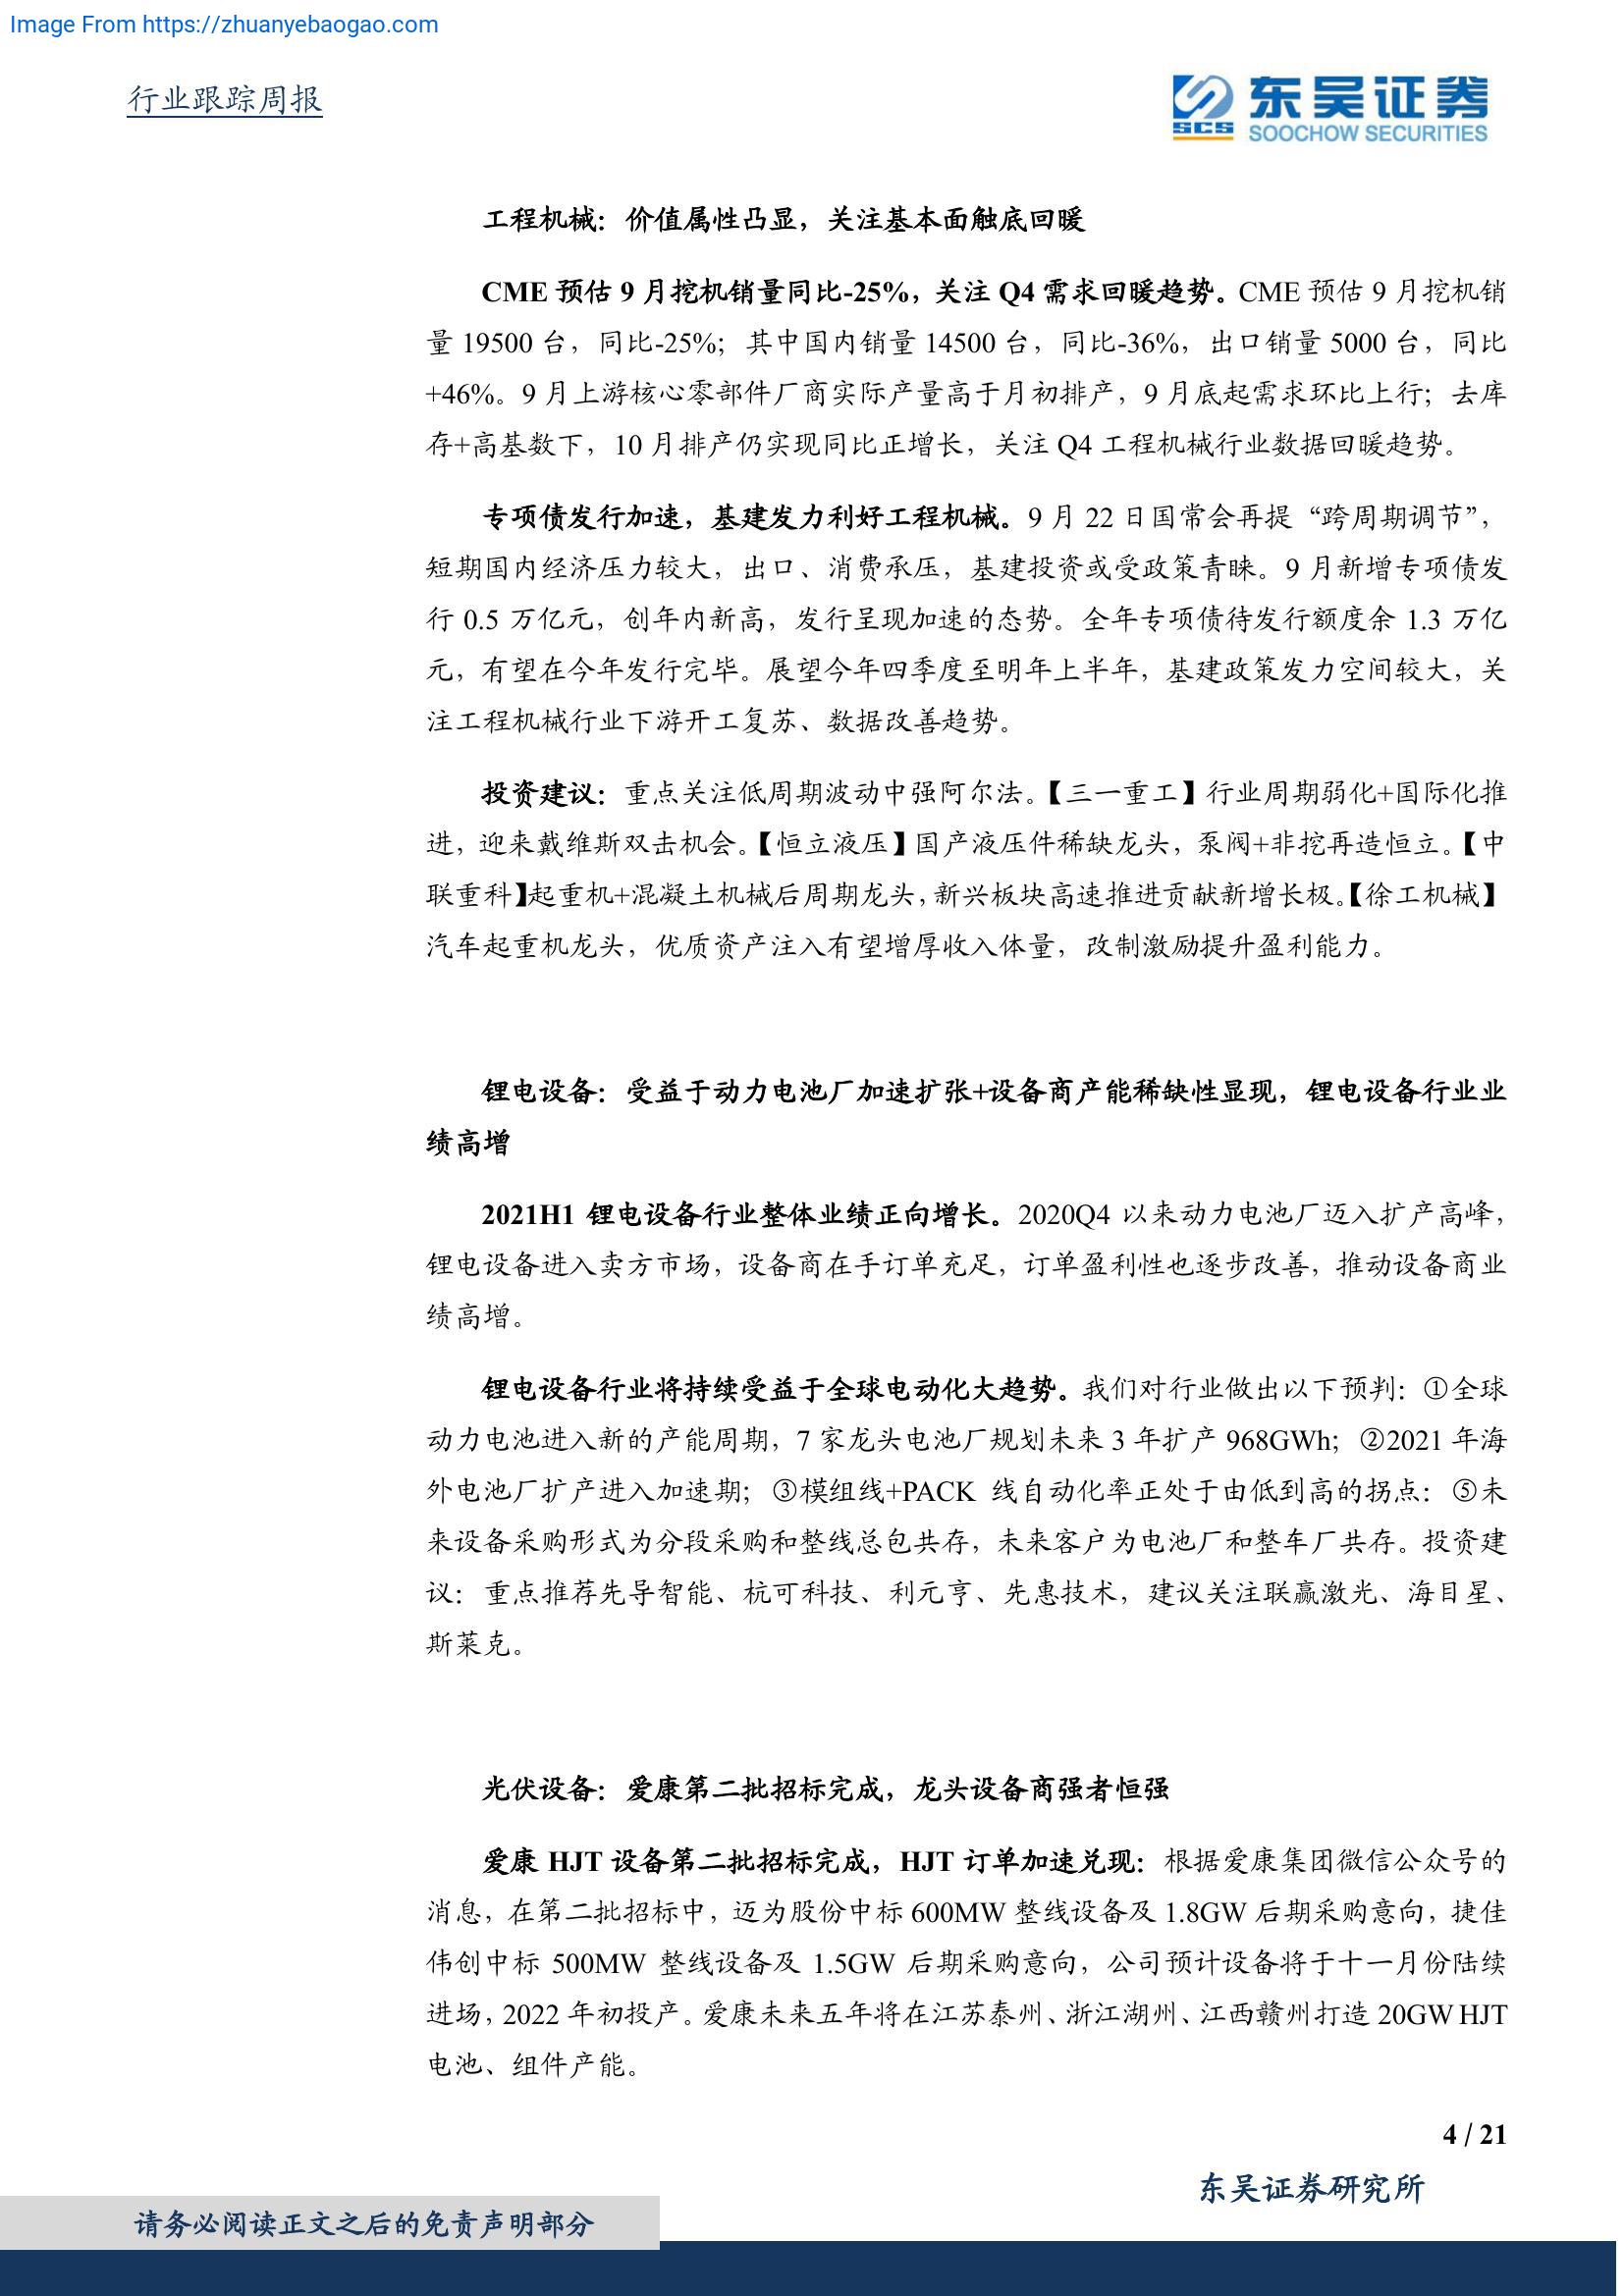 Image From https://zhuanyebaogao.com
行业跟踪周报
SCS
东吴证券
SOOCHOW SECURITIES
工程机械：价值属性凸显，关注基本面触底回暖
CME 预估 9 月挖机销量同比-25%，关注 Q4 需求回暖趋势。CME 预估 9 月挖机销
量 19500 台，同比-25%；其中国内销量 14500 台，同比-36%，出口销量 5000 台，同比
+46%。9 月上游核心零部件厂商实际产量高于月初排产，9 月底起需求环比上行；去库
存+高基数下，10 月排产仍实现同比正增长，关注 Q4 工程机械行业数据回暖趋势。
专项债发行加速，基建发力利好工程机械。9 月 22 日国常会再提“跨周期调节”，
短期国内经济压力较大，出口、消费承压，基建投资或受政策青睐。9 月新增专项债发
行 0.5 万亿元，创年内新高，发行呈现加速的态势。全年专项债待发行额度余 1.3 万亿
元，有望在今年发行完毕。展望今年四季度至明年上半年，基建政策发力空间较大，关
注工程机械行业下游开工复苏、数据改善趋势。
投资建议：重点关注低周期波动中强阿尔法。【三一重工】行业周期弱化+国际化推
进，迎来戴维斯双击机会。【恒立液压】国产液压件稀缺龙头，泵阀+非挖再造恒立。【中
联重科】起重机+混凝土机械后周期龙头，新兴板块高速推进贡献新增长极。【徐工机械】
汽车起重机龙头，优质资产注入有望增厚收入体量，改制激励提升盈利能力。
锂电设备：受益于动力电池厂加速扩张+设备商产能稀缺性显现，锂电设备行业业
绩高增
2021H1 锂电设备行业整体业绩正向增长。2020Q4 以来动力电池厂迈入扩产高峰，
锂电设备进入卖方市场，设备商在手订单充足，订单盈利性也逐步改善，推动设备商业
绩高增。
锂电设备行业将持续受益于全球电动化大趋势。我们对行业做出以下预判：①全球
动力电池进入新的产能周期，7 家龙头电池厂规划未来 3 年扩产 968GWh；②2021 年海
外电池厂扩产进入加速期；③模组线+PACK 线自动化率正处于由低到高的拐点：⑤未
来设备采购形式为分段采购和整线总包共存，未来客户为电池厂和整车厂共存。投资建
议：重点推荐先导智能、杭可科技、利元亨、先惠技术，建议关注联赢激光、海目星、
斯莱克。
光伏设备：爱康第二批招标完成，龙头设备商强者恒强
爱康 HJT 设备第二批招标完成，HJT 订单加速兑现：根据爱康集团微信公众号的
消息，在第二批招标中，迈为股份中标 600MW 整线设备及 1.8GW 后期采购意向，捷佳
伟创中标 500MW 整线设备及 1.5GW 后期采购意向，公司预计设备将于十一月份陆续
进场，2022 年初投产。爱康未来五年将在江苏泰州、浙江湖州、江西赣州打造 20GW HJT
电池、组件产能。
4 / 21
东吴证券研究所
请务必阅读正文之后的免责声明部分